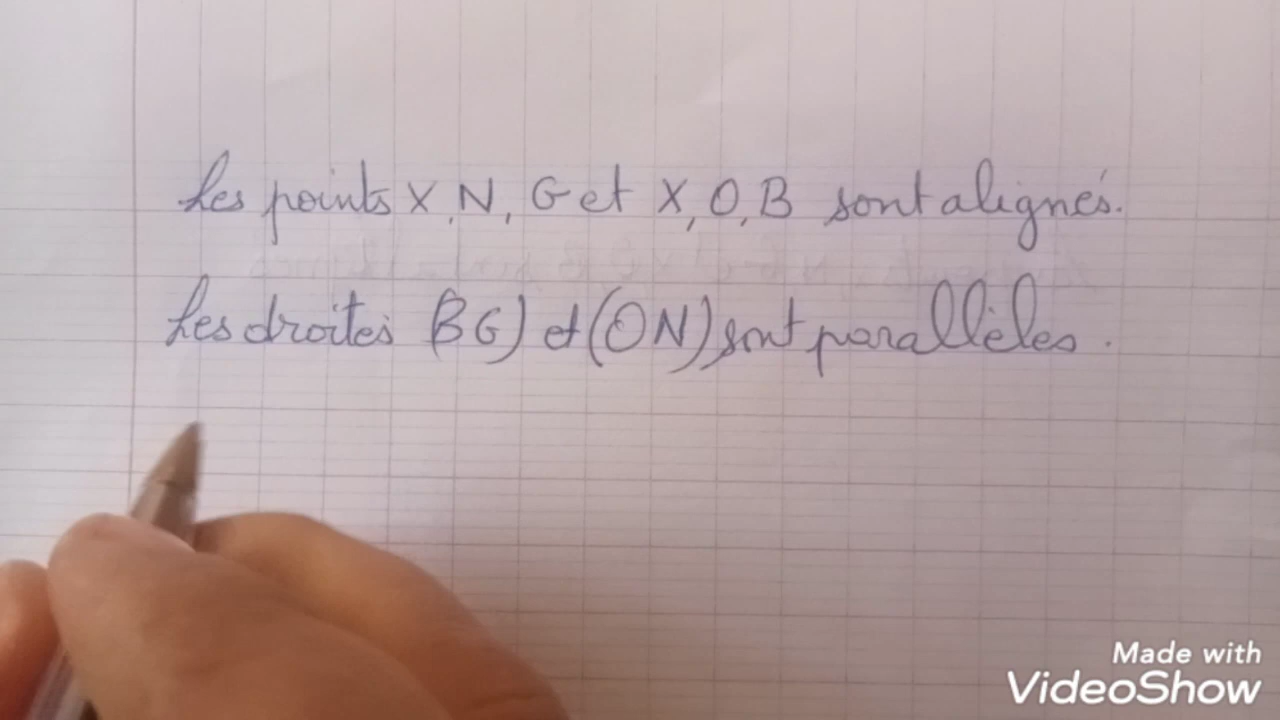 Les points X, N, G et X, O, B sont alignés.
Les droites (BG) et (ON) sont parallèles.
Made with
VideoShow